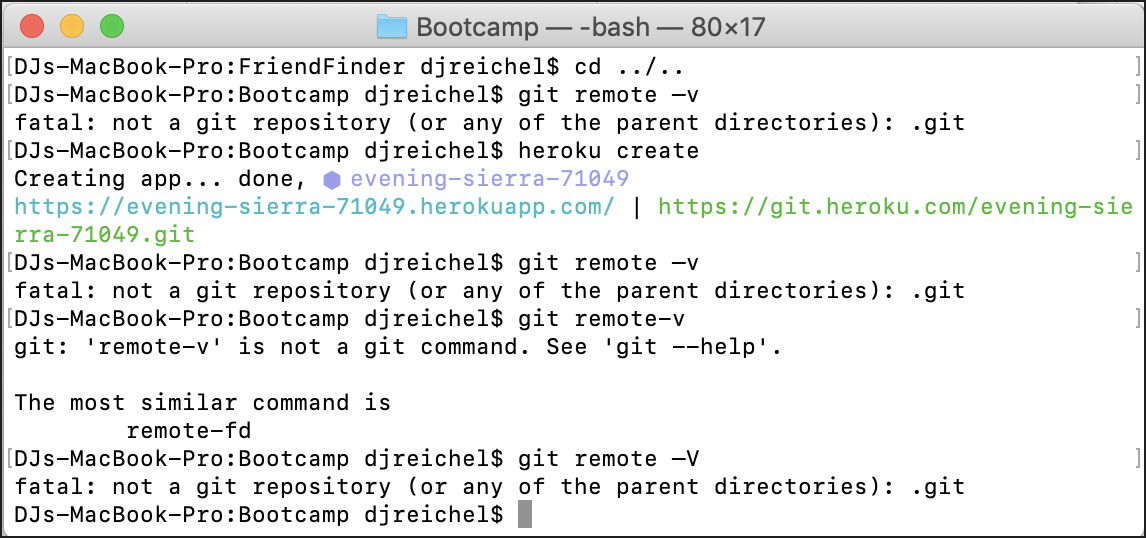 Bootcamp — -bash — 80×17
[DJs-MacBook-Pro:FriendFinder djreichel$ cd ../.. ]
[DJs-MacBook-Pro:Bootcamp djreichel$ git remote –v ]
fatal: not a git repository (or any of the parent directories): .git
[DJs-MacBook-Pro:Bootcamp djreichel$ heroku create ]
Creating app... done, ⬢ evening-sierra-71049
https://evening-sierra-71049.herokuapp.com/ | https://git.heroku.com/evening-sie
rra-71049.git
[DJs-MacBook-Pro:Bootcamp djreichel$ git remote –v ]
fatal: not a git repository (or any of the parent directories): .git
[DJs-MacBook-Pro:Bootcamp djreichel$ git remote-v ]
git: 'remote-v' is not a git command. See 'git --help'.
The most similar command is
remote-fd
[DJs-MacBook-Pro:Bootcamp djreichel$ git remote –V ]
fatal: not a git repository (or any of the parent directories): .git
DJs-MacBook-Pro:Bootcamp djreichel$